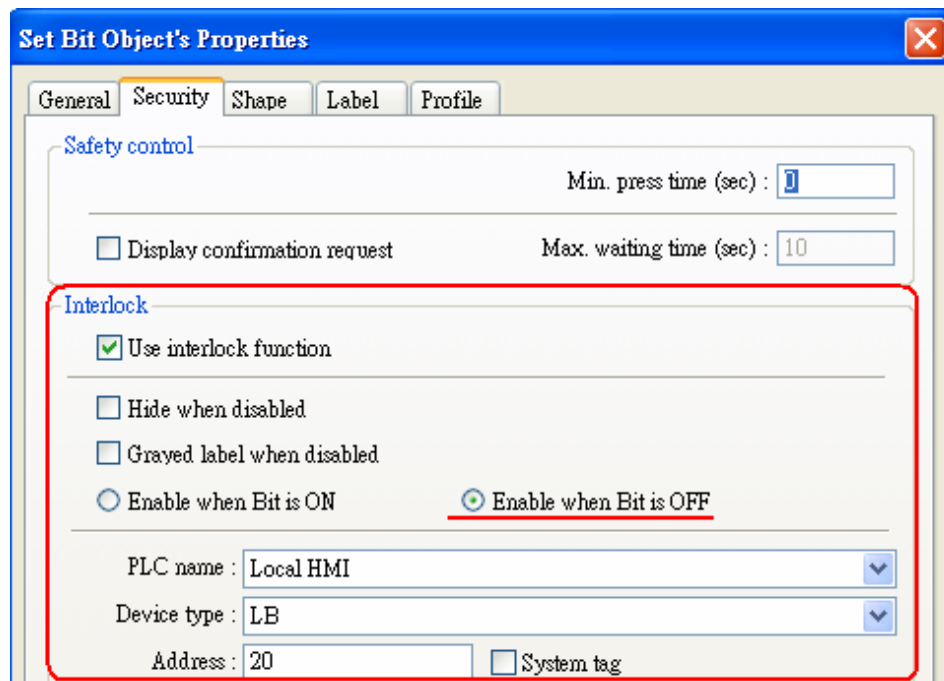 Set Bit Object's Properties
General Security Shape Label Profile
Safety control
Min. press time (sec) : 0
Display confirmation request Max. waiting time (sec) : 10
Interlock
Use interlock function
Hide when disabled
Grayed label when disabled
Enable when Bit is ON Enable when Bit is OFF
PLC name : Local HMI
Device type : LB
Address : 20 System tag